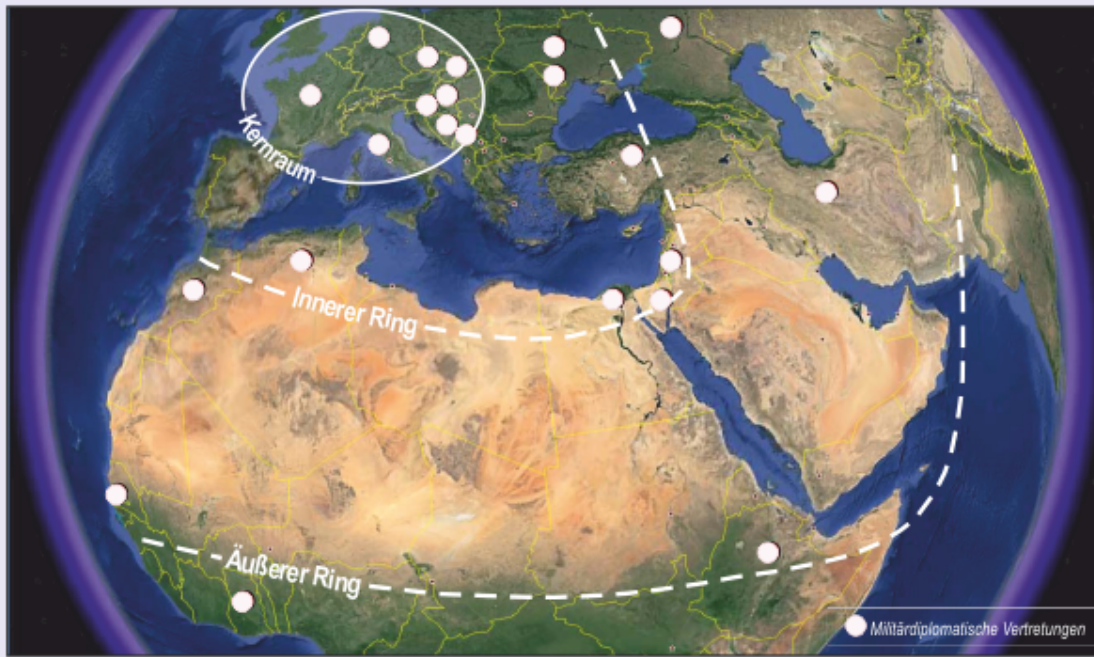 Kernraum
Innerer Ring
Äußerer Ring
Militärdiplomatische Vertretungen